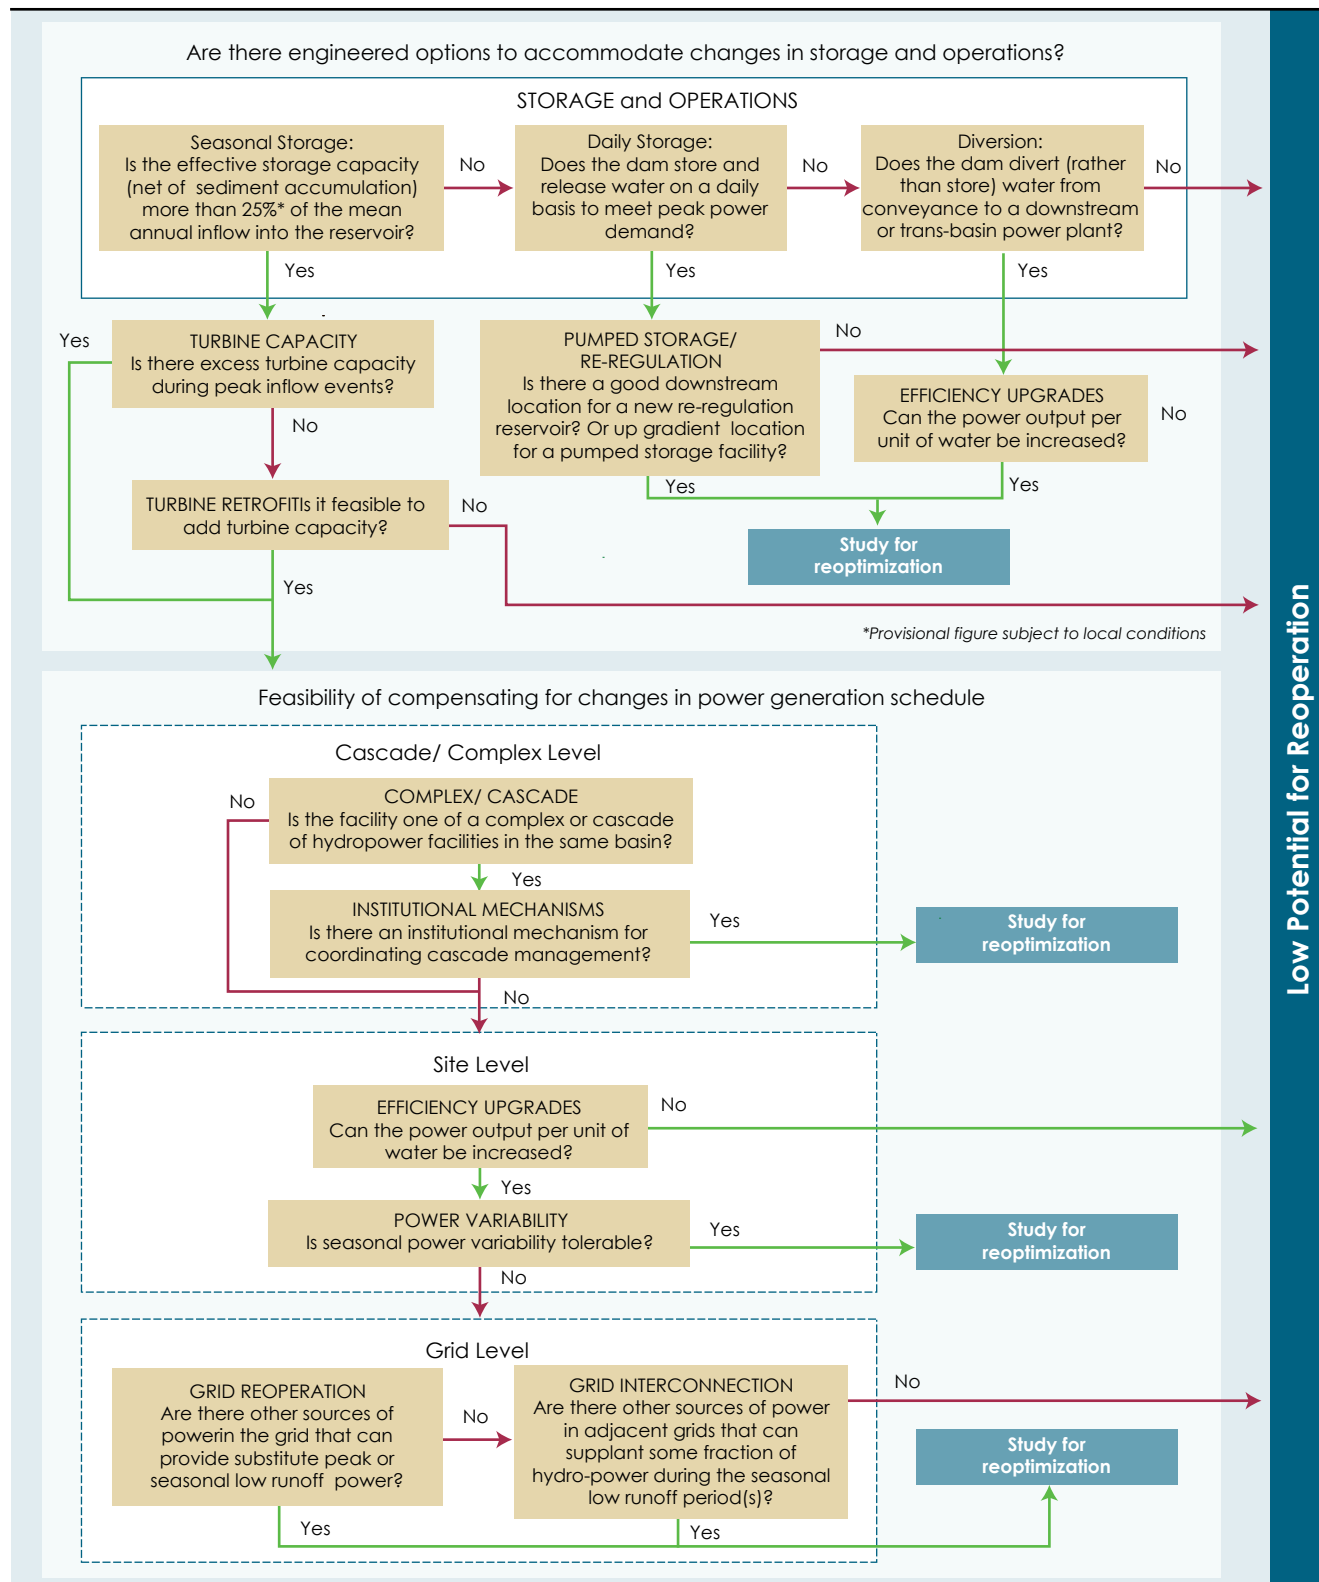 Are there engineered options to accommodate changes in storage and operations?
STORAGE and OPERATIONS
Seasonal Storage:
Is the effective storage capacity
(net of sediment accumulation)
more than 25%* of the mean
annual inflow into the reservoir?
No
Daily Storage:
Does the dam store and
release water on a daily
basis to meet peak power
demand?
No
Diversion:
Does the dam divert (rather
than store) water from
conveyance to a downstream
or trans-basin power plant?
No
Yes
Yes
Yes
Yes
TURBINE CAPACITY
Is there excess turbine capacity
during peak inflow events?
No
PUMPED STORAGE/
RE-REGULATION
Is there a good downstream
location for a new re-regulation
reservoir? Or up gradient location
for a pumped storage facility?
No
EFFICIENCY UPGRADES
Can the power output per
unit of water be increased?
No
Yes
Yes
TURBINE RETROFITIs it feasible to
add turbine capacity?
No
Study for
reoptimization
Yes
*Provisional figure subject to local conditions
Feasibility of compensating for changes in power generation schedule
Cascade/ Complex Level
No
COMPLEX/ CASCADE
Is the facility one of a complex or cascade
of hydropower facilities in the same basin?
Yes
INSTITUTIONAL MECHANISMS
Is there an institutional mechanism for
coordinating cascade management?
Yes
Study for
reoptimization
No
Site Level
EFFICIENCY UPGRADES
Can the power output per unit of
water be increased?
No
Yes
POWER VARIABILITY
Is seasonal power variability tolerable?
Yes
Study for
reoptimization
No
Grid Level
GRID REOPERATION
Are there other sources of
powerin the grid that can
provide substitute peak or
seasonal low runoff power?
No
GRID INTERCONNECTION
Are there other sources of power
in adjacent grids that can
supplant some fraction of
hydro-power during the seasonal
low runoff period(s)?
No
Study for
reoptimization
Yes
Yes
Low Potential for Reoperation